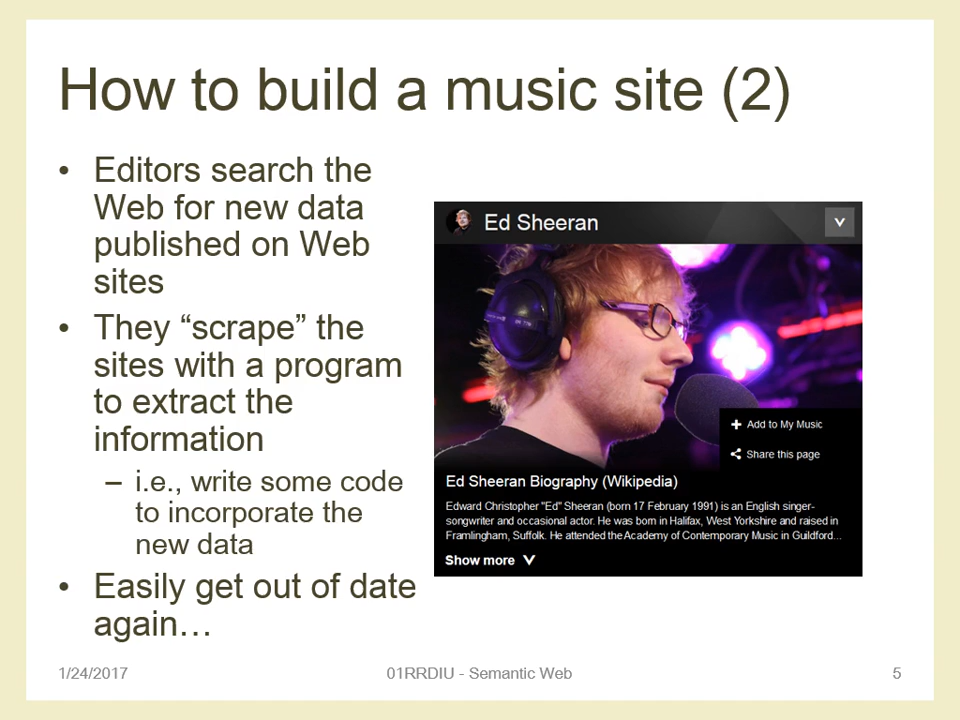 How to build a music site (2)
• Editors search the
Web for new data
published on Web
sites
• They “scrape” the
sites with a program
to extract the
information
– i.e., write some code
to incorporate the
new data
• Easily get out of date
again…
Ed Sheeran
Add to My Music
Share this page
Ed Sheeran Biography (Wikipedia)
Edward Christopher "Ed" Sheeran (born 17 February 1991) is an English singer-
songwriter and occasional actor. He was born in Halifax, West Yorkshire and raised in
Framlingham, Suffolk. He attended the Academy of Contemporary Music in Guildford...
Show more
1/24/2017
01RRDIU - Semantic Web
5